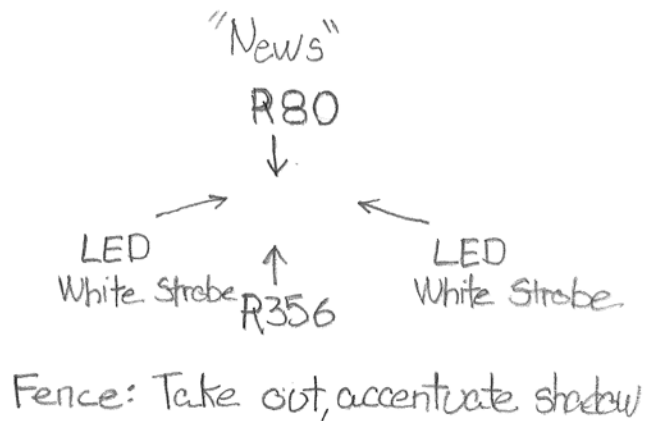 "News"
R80
LED
White Strobe
LED
White Strobe
R356
Fence: Take out, accentuate shadow